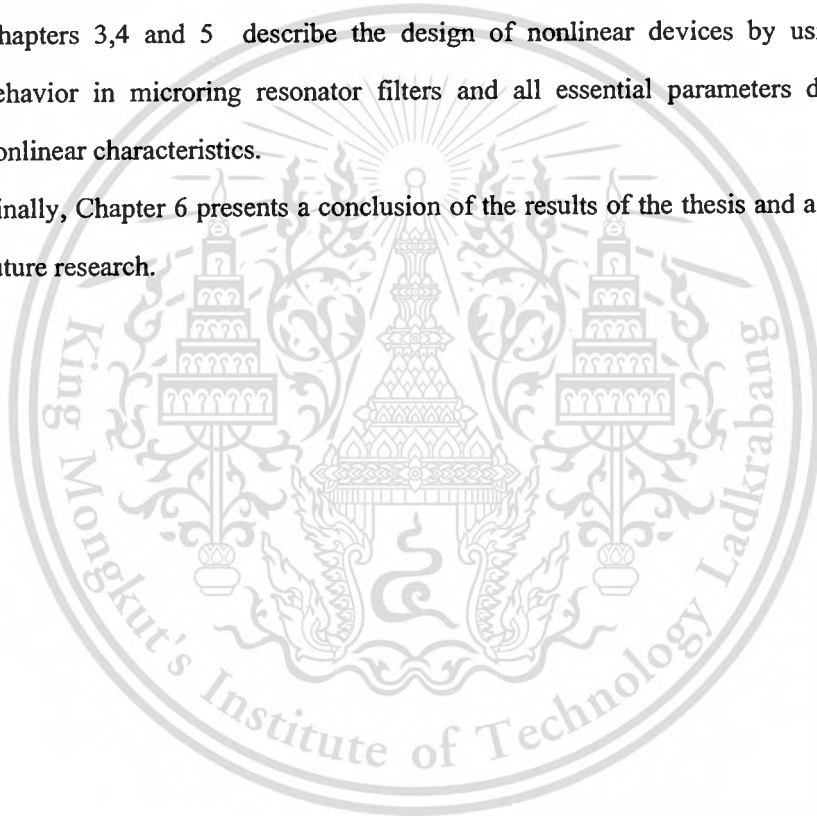 hapters 3,4 and 5 describe the design of nonlinear devices by us
ehavior in microring resonator filters and all essential parameters d
onlinear characteristics.
inally, Chapter 6 presents a conclusion of the results of the thesis and a
uture research.
King Mongkut's Institute of Technology Ladkrabang